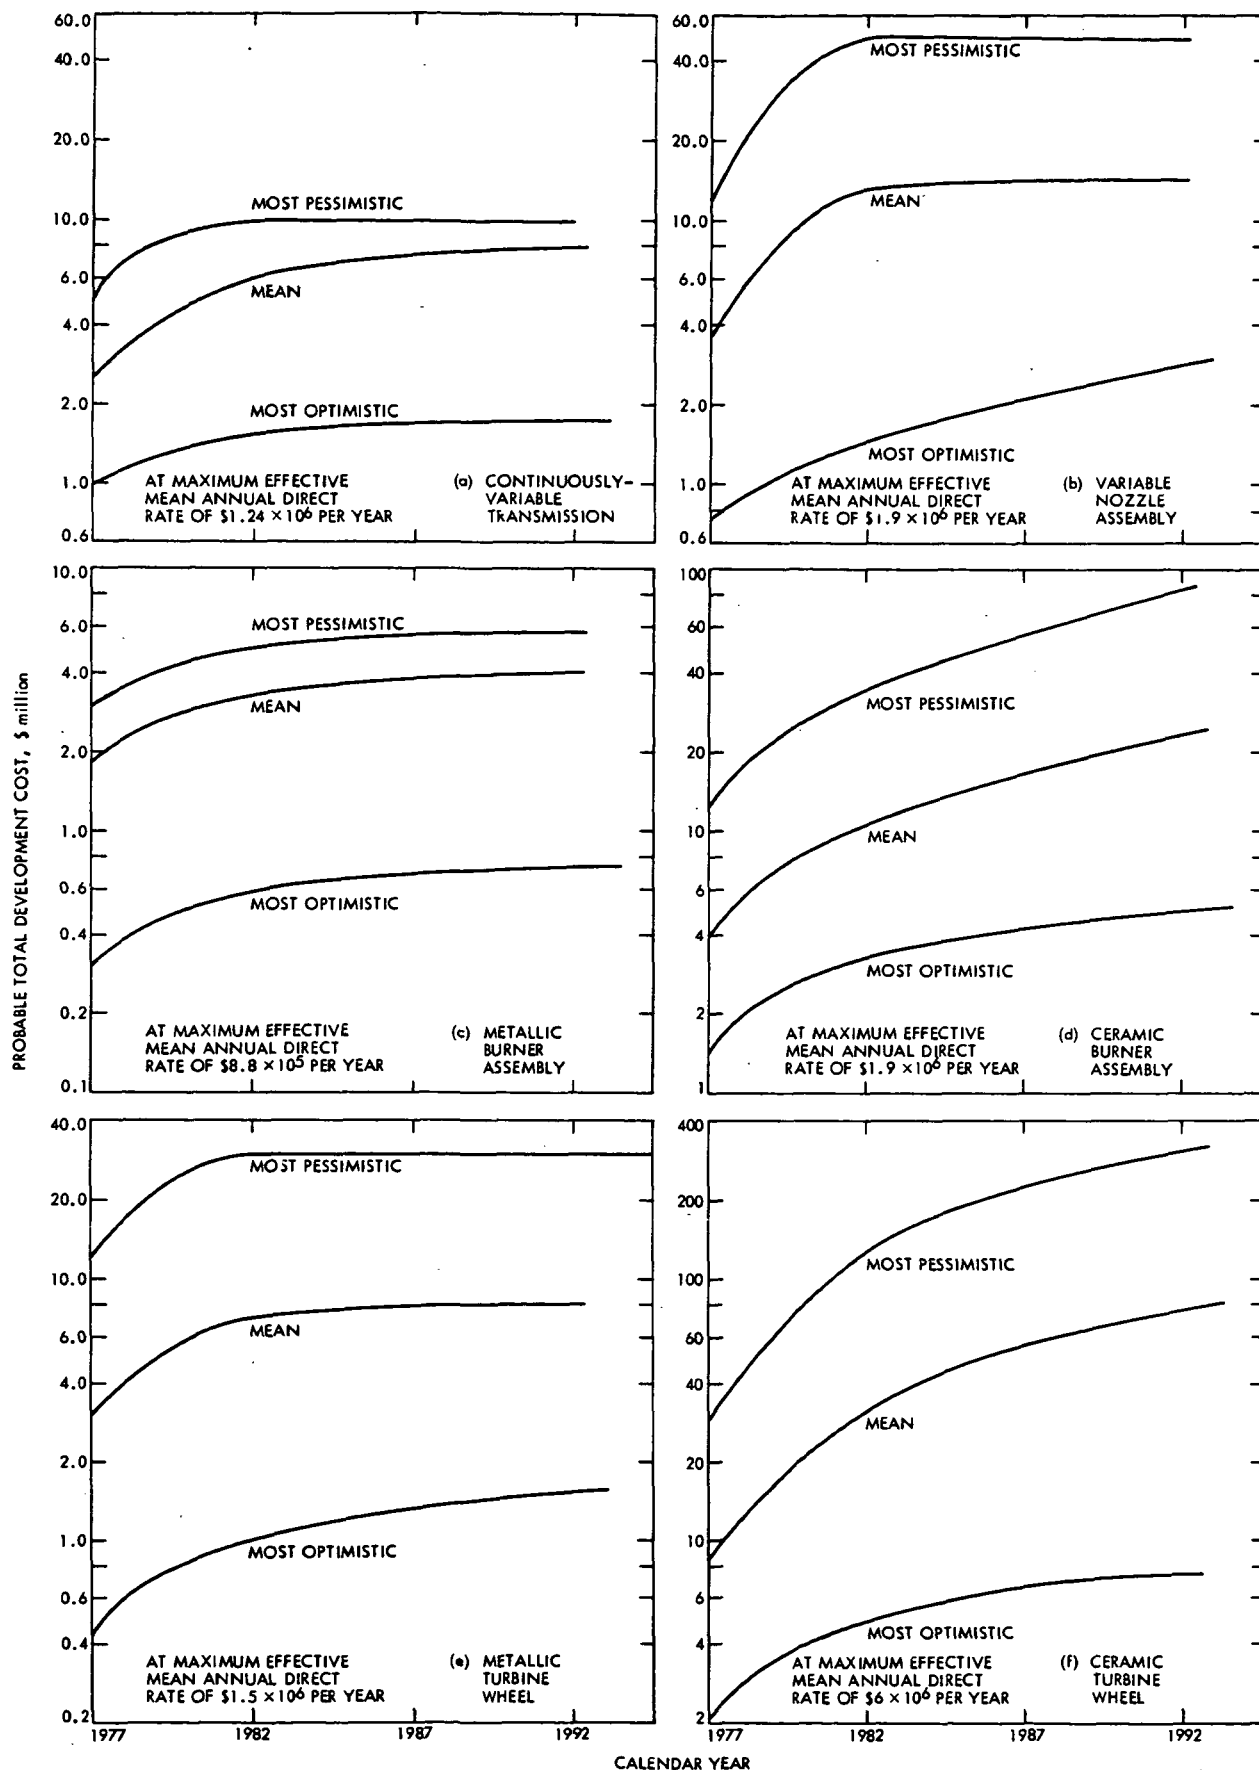 PROBABLE TOTAL DEVELOPMENT COST, $ million
60.0
40.0
20.0
10.0
6.0
4.0
2.0
1.0
0.6
MOST PESSIMISTIC
MEAN
MOST OPTIMISTIC
AT MAXIMUM EFFECTIVE
MEAN ANNUAL DIRECT
RATE OF $1.24 × 10⁶ PER YEAR
(a) CONTINUOUSLY-
VARIABLE
TRANSMISSION
60.0
40.0
20.0
10.0
6.0
4.0
2.0
1.0
0.6
MOST PESSIMISTIC
MEAN
MOST OPTIMISTIC
AT MAXIMUM EFFECTIVE
MEAN ANNUAL DIRECT
RATE OF $1.9 × 10⁶ PER YEAR
(b) VARIABLE
NOZZLE
ASSEMBLY
10.0
6.0
4.0
2.0
1.0
0.6
0.4
0.2
0.1
MOST PESSIMISTIC
MEAN
MOST OPTIMISTIC
AT MAXIMUM EFFECTIVE
MEAN ANNUAL DIRECT
RATE OF $8.8 × 10⁵ PER YEAR
(c) METALLIC
BURNER
ASSEMBLY
100
60
40
20
10
6
4
2
1
MOST PESSIMISTIC
MEAN
MOST OPTIMISTIC
AT MAXIMUM EFFECTIVE
MEAN ANNUAL DIRECT
RATE OF $1.9 × 10⁶ PER YEAR
(d) CERAMIC
BURNER
ASSEMBLY
40.0
20.0
10.0
6.0
4.0
2.0
1.0
0.6
0.4
0.2
MOST PESSIMISTIC
MEAN
MOST OPTIMISTIC
AT MAXIMUM EFFECTIVE
MEAN ANNUAL DIRECT
RATE OF $1.5 × 10⁶ PER YEAR
(e) METALLIC
TURBINE
WHEEL
1977 1982 1987 1992
400
200
100
60
40
20
10
6
4
2
MOST PESSIMISTIC
MEAN
MOST OPTIMISTIC
AT MAXIMUM EFFECTIVE
MEAN ANNUAL DIRECT
RATE OF $6 × 10⁶ PER YEAR
(f) CERAMIC
TURBINE
WHEEL
1977 1982 1987 1992
CALENDAR YEAR